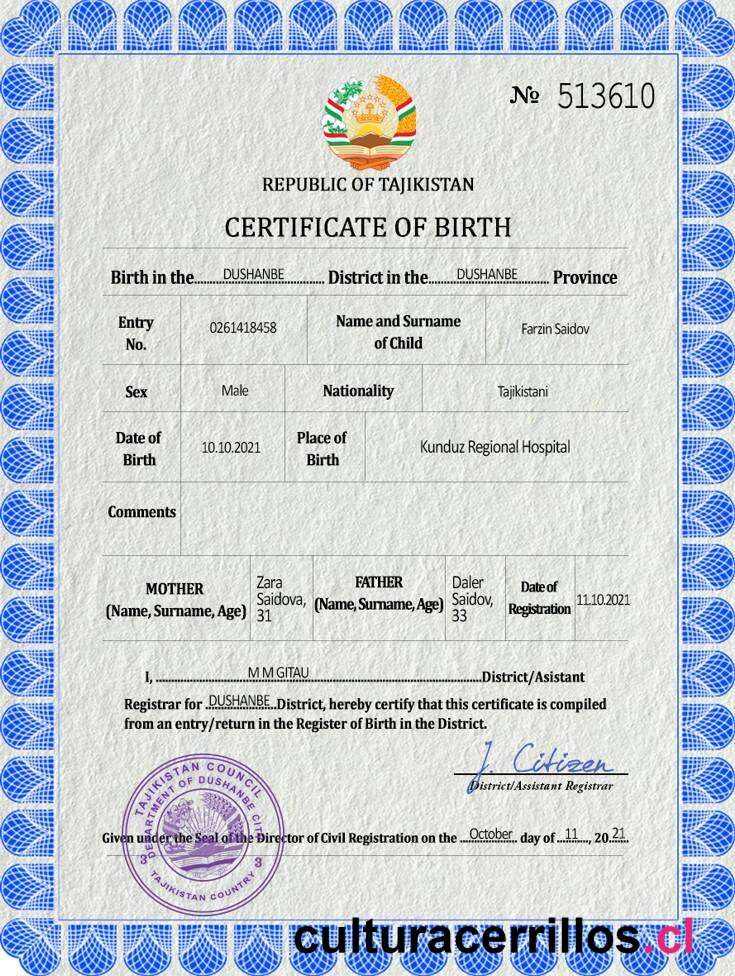 № 513610
REPUBLIC OF TAJIKISTAN
CERTIFICATE OF BIRTH
Birth in the DUSHANBE District in the DUSHANBE Province
Entry No. 0261418458 Name and Surname of Child Farzin Saidov
Sex Male Nationality Tajikistani
Date of Birth 10.10.2021 Place of Birth Kunduz Regional Hospital
Comments
MOTHER (Name, Surname, Age) Zara Saidova, 31 FATHER (Name, Surname, Age) Daler Saidov, 33 Date of Registration 11.10.2021
I, M M GITAU District/Asistant
Registrar for DUSHANBE District, hereby certify that this certificate is compiled
from an entry/return in the Register of Birth in the District.
J. Citizen
District/Assistant Registrar
TAJIKISTAN COUNCIL
DEPARTMENT OF DUSHANBE CITY
Given under the Seal of the Director of Civil Registration on the October day of 11, 2021
3 3
TAJIKISTAN COUNTRY
culturacerrillos.cl